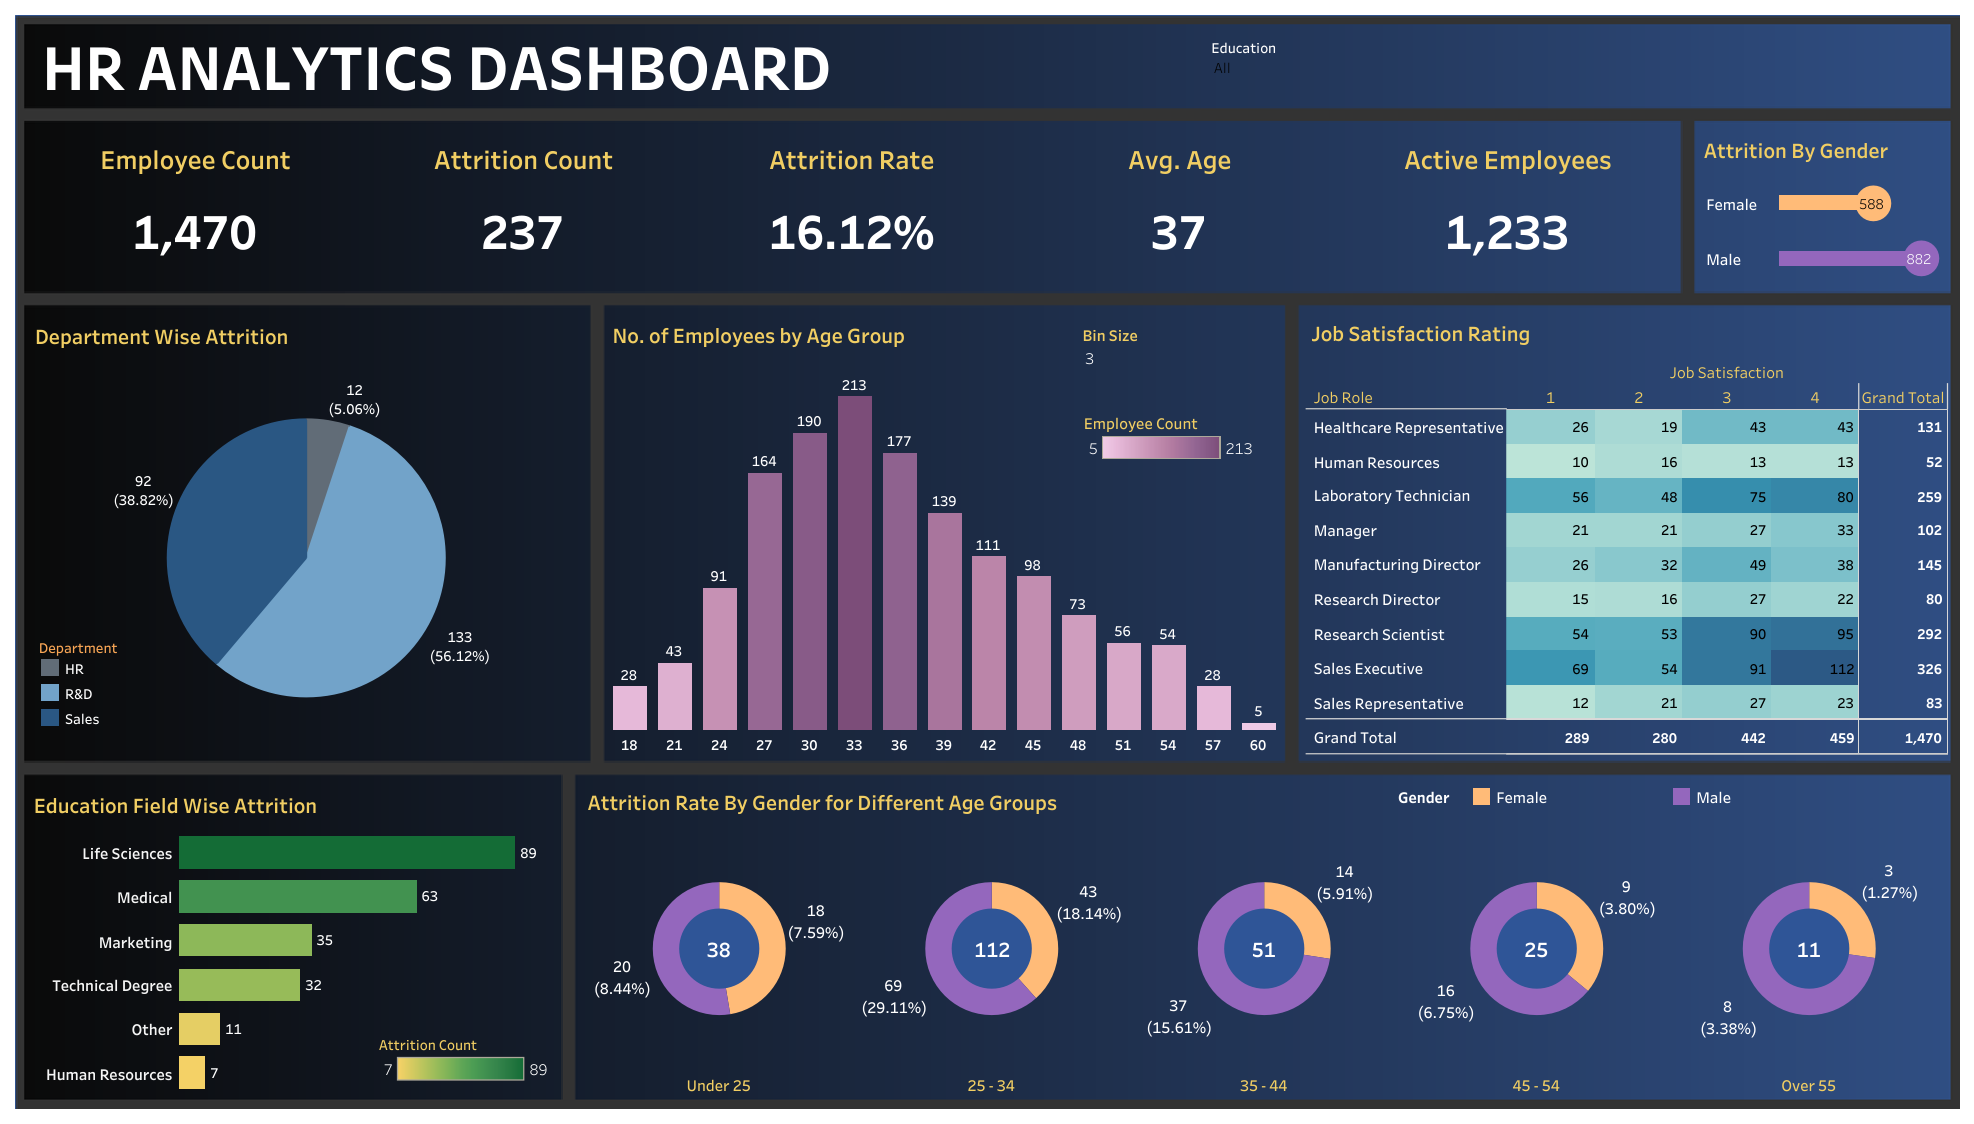 HR ANALYTICS DASHBOARD
Education
All
Employee Count
1,470
Attrition Count
237
Attrition Rate
16.12%
Avg. Age
37
Active Employees
1,233
Attrition By Gender
Female 588
Male 882
Department Wise Attrition
12
(5.06%)
92
(38.82%)
133
(56.12%)
Department
HR
R&D
Sales
No. of Employees by Age Group
Bin Size
3
Employee Count
5 213
28 43 91 164 190 213 177 139 111 98 73 56 54 28 5
18 21 24 27 30 33 36 39 42 45 48 51 54 57 60
Job Satisfaction Rating
Job Satisfaction
Job Role 1 2 3 4 Grand Total
Healthcare Representative 26 19 43 43 131
Human Resources 10 16 13 13 52
Laboratory Technician 56 48 75 80 259
Manager 21 21 27 33 102
Manufacturing Director 26 32 49 38 145
Research Director 15 16 27 22 80
Research Scientist 54 53 90 95 292
Sales Executive 69 54 91 112 326
Sales Representative 12 21 27 23 83
Grand Total 289 280 442 459 1,470
Education Field Wise Attrition
Life Sciences 89
Medical 63
Marketing 35
Technical Degree 32
Other 11
Human Resources 7
Attrition Count
7 89
Attrition Rate By Gender for Different Age Groups
Gender Female Male
18
(7.59%)
38
20
(8.44%)
Under 25
43
(18.14%)
112
69
(29.11%)
25 - 34
14
(5.91%)
51
37
(15.61%)
35 - 44
9
(3.80%)
25
16
(6.75%)
45 - 54
3
(1.27%)
11
8
(3.38%)
Over 55